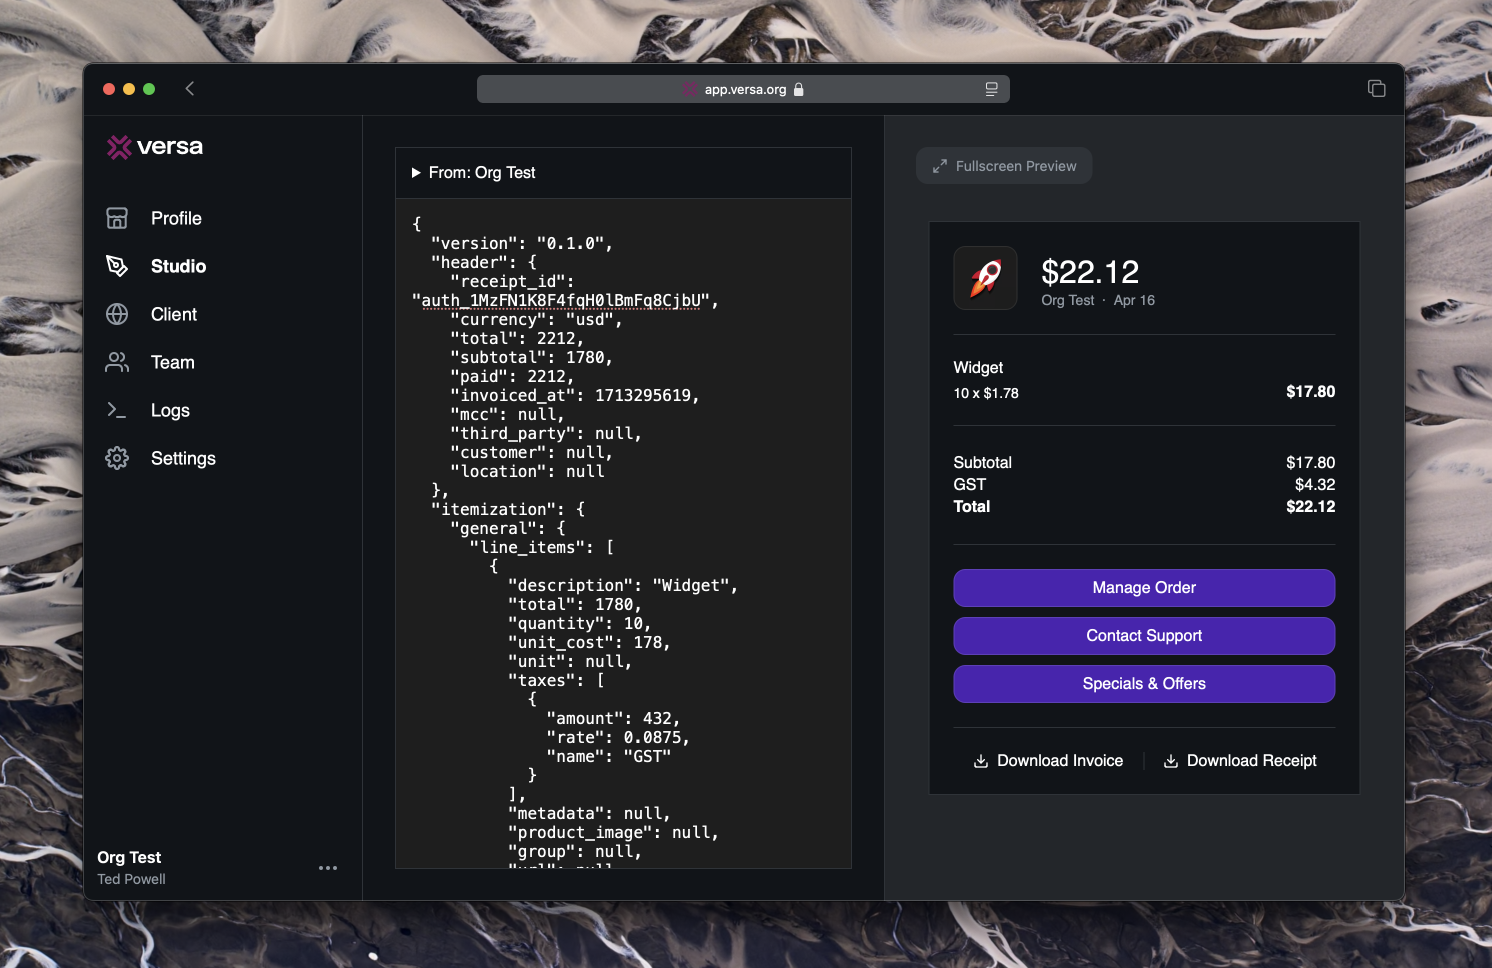 app.versa.org
versa
Profile
Studio
Client
Team
Logs
Settings
Org Test
Ted Powell
From: Org Test
{
"version": "0.1.0",
"header": {
"receipt_id":
"auth_1MzFN1K8F4fqH0lBmFq8CjbU",
"currency": "usd",
"total": 2212,
"subtotal": 1780,
"paid": 2212,
"invoiced_at": 1713295619,
"mcc": null,
"third_party": null,
"customer": null,
"location": null
},
"itemization": {
"general": {
"line_items": [
{
"description": "Widget",
"total": 1780,
"quantity": 10,
"unit_cost": 178,
"unit": null,
"taxes": [
{
"amount": 432,
"rate": 0.0875,
"name": "GST"
}
],
"metadata": null,
"product_image": null,
"group": null,
Fullscreen Preview
$22.12
Org Test · Apr 16
Widget
10 x $1.78 $17.80
Subtotal $17.80
GST $4.32
Total $22.12
Manage Order
Contact Support
Specials & Offers
Download Invoice
Download Receipt